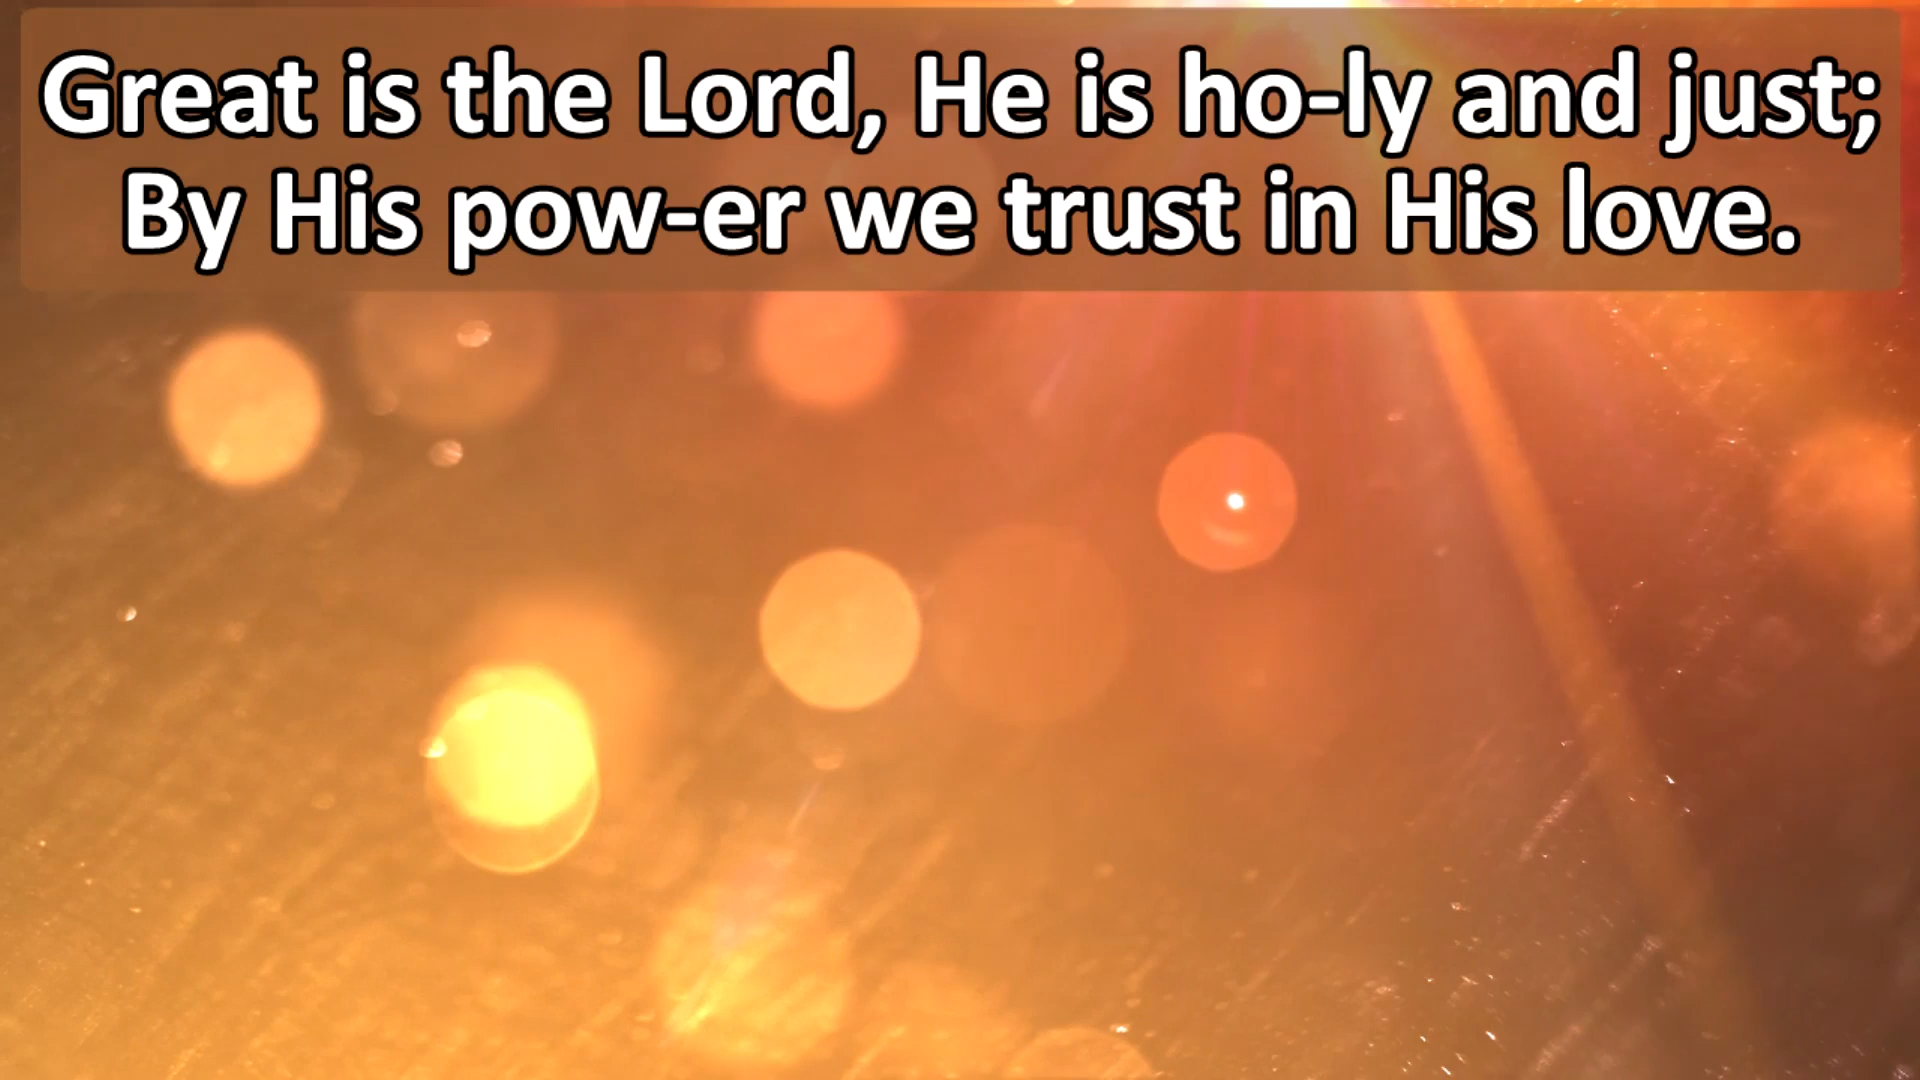 Great is the Lord, He is ho-ly and just;
By His pow-er we trust in His love.